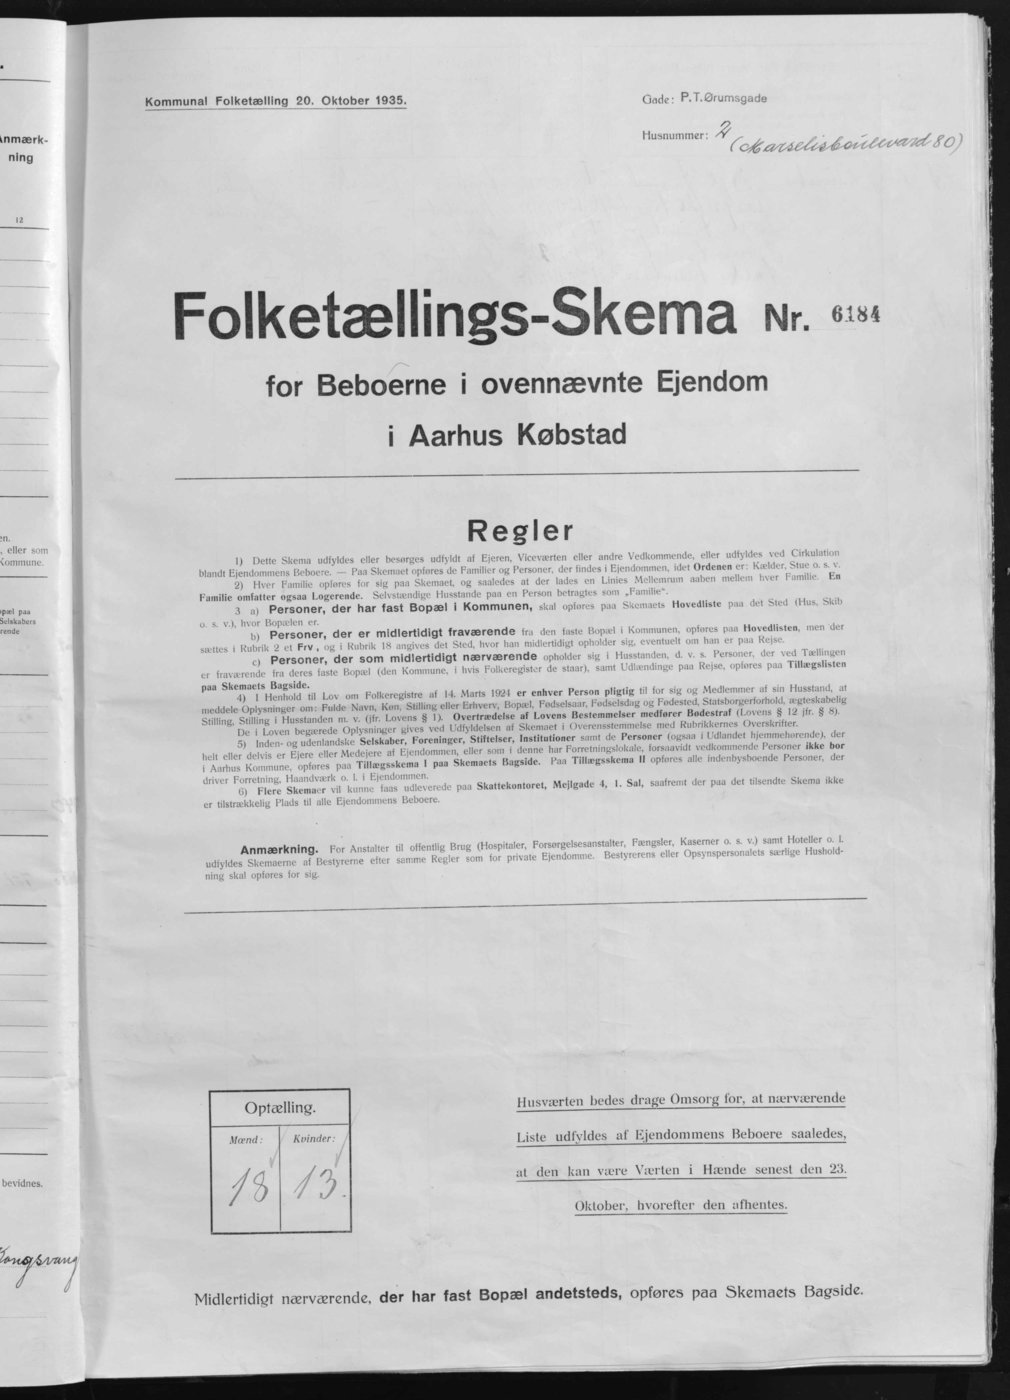 Anmærk-
ning
12
en.
, eller som
Kommune.
opæl paa
Selskabers
rende
bevidnes.
Kongsvang
Kommunal Folketælling 20. Oktober 1935.
Gade: P.T.Ørumsgade
Husnummer: 2
(Marselisboulevard 80)
Folketællings-Skema Nr. 6184
for Beboerne i ovennævnte Ejendom
i Aarhus Købstad
Regler
1) Dette Skema udfyldes eller besørges udfyldt af Ejeren, Viceværten eller andre Vedkommende, eller udfyldes ved Cirkulation
blandt Ejendommens Beboere. — Paa Skemaet opføres de Familier og Personer, der findes i Ejendommen, idet Ordenen er: Kælder, Stue o. s. v.
2) Hver Familie opføres for sig paa Skemaet, og saaledes at der lades en Linies Mellemrum aaben mellem hver Familie. En
Familie omfatter ogsaa Logerende. Selvstændige Husstande paa en Person betragtes som „Familie“.
3 a) Personer, der har fast Bopæl i Kommunen, skal opføres paa Skemaets Hovedliste paa det Sted (Hus, Skib
o. s. v.), hvor Bopælen er.
b) Personer, der er midlertidigt fraværende fra den faste Bopæl i Kommunen, opføres paa Hovedlisten, men der
sættes i Rubrik 2 et Frv., og i Rubrik 18 angives det Sted, hvor han midlertidigt opholder sig, eventuelt om han er paa Rejse.
c) Personer, der som midlertidigt nærværende opholder sig i Husstanden, d. v. s. Personer, der ved Tællingen
er fraværende fra deres faste Bopæl (den Kommune, i hvis Folkeregister de staar), samt Udlændinge paa Rejse, opføres paa Tillægslisten
paa Skemaets Bagside.
4) I Henhold til Lov om Folkeregistre af 14. Marts 1924 er enhver Person pligtig til for sig og Medlemmer af sin Husstand, at
meddele Oplysninger om: Fulde Navn, Køn, Stilling eller Erhverv, Bopæl, Fødselsaar, Fødselsdag og Fødested, Statsborgerforhold, ægteskabelig
Stilling, Stilling i Husstanden m. v. (jfr. Lovens § 1). Overtrædelse af Lovens Bestemmelser medfører Bødestraf (Lovens § 12 jfr. § 8).
De i Loven begærede Oplysninger gives ved Udfyldelsen af Skemaet i Overensstemmelse med Rubrikkernes Overskrifter.
5) Inden- og udenlandske Selskaber, Foreninger, Stiftelser, Institutioner samt de Personer (ogsaa i Udlandet hjemmehørende), der
helt eller delvis er Ejere eller Medejere af Ejendommen, eller som i denne har Forretningslokale, forsaavidt vedkommende Personer ikke bor
i Aarhus Kommune, opføres paa Tillægsskema I paa Skemaets Bagside. Paa Tillægsskema II opføres alle indenbysboende Personer, der
driver Forretning, Haandværk o. l. i Ejendommen.
6) Flere Skemaer vil kunne faas udleverede paa Skattekontoret, Mejlgade 4, 1. Sal, saafremt der paa det tilsendte Skema ikke
er tilstrækkelig Plads til alle Ejendommens Beboere.
Anmærkning. For Anstalter til offentlig Brug (Hospitaler, Forsørgelsesanstalter, Fængsler, Kaserner o. s. v.) samt Hoteller o. l.
udfyldes Skemaerne af Bestyrerne efter samme Regler som for private Ejendomme. Bestyrerens eller Opsynspersonalets særlige Hushold-
ning skal opføres for sig.
Optælling.
Mænd: Kvinder:
18 13.
Husværten bedes drage Omsorg for, at nærværende
Liste udfyldes af Ejendommens Beboere saaledes,
at den kan være Værten i Hænde senest den 23.
Oktober, hvorefter den afhentes.
Midlertidigt nærværende, der har fast Bopæl andetsteds, opføres paa Skemaets Bagside.